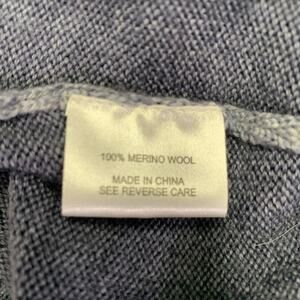 100% MERINO WOOL
MADE IN CHINA
SEE REVERSE CARE